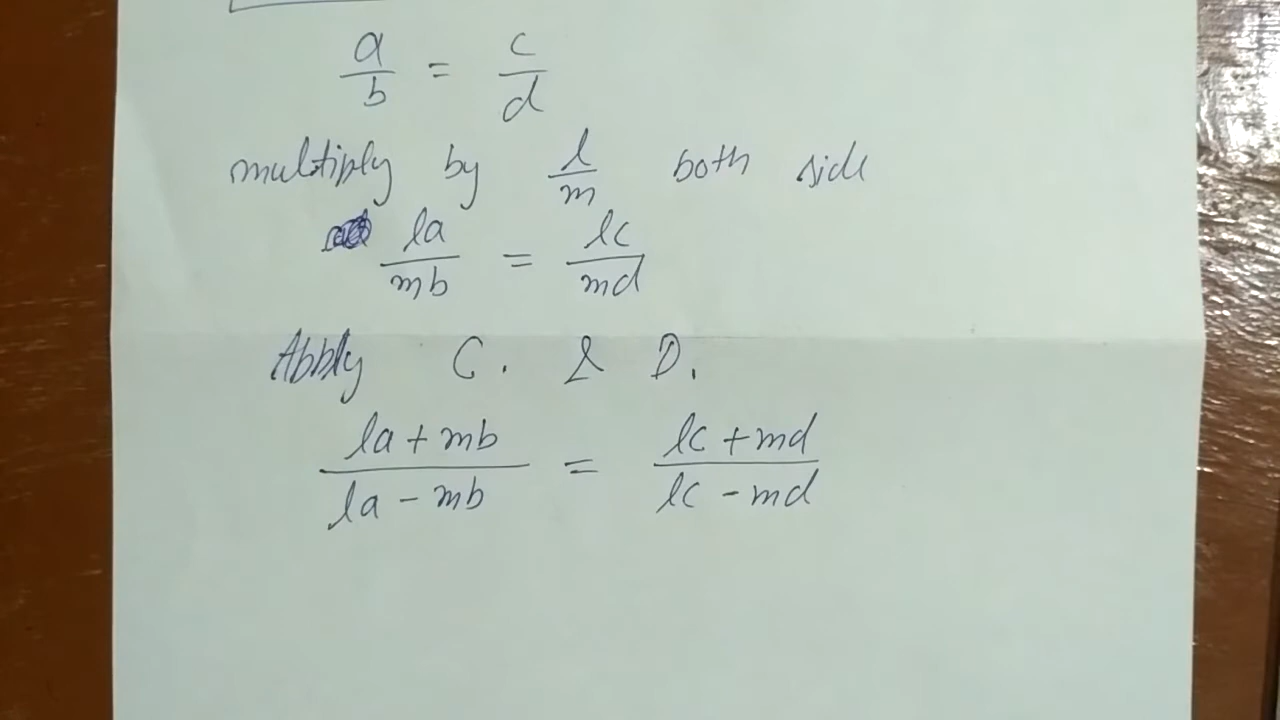 a/b = c/d
multiply by l/m both side
la/mb = lc/md
Abbly C. & D.
la+mb/la-mb = lc+md/lc-md